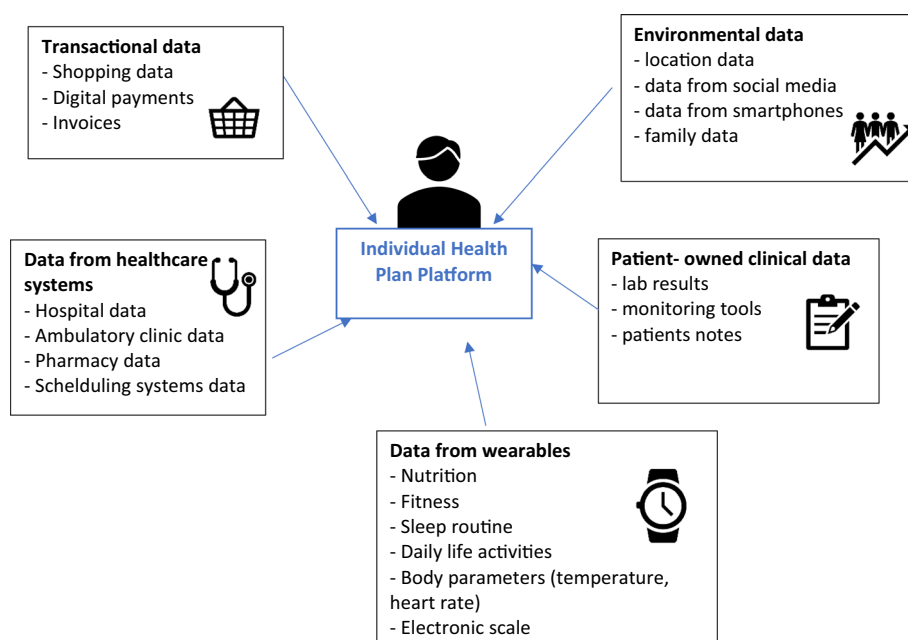 Transactional data
- Shopping data
- Digital payments
- Invoices
Environmental data
- location data
- data from social media
- data from smartphones
- family data
Individual Health
Plan Platform
Data from healthcare
systems
- Hospital data
- Ambulatory clinic data
- Pharmacy data
- Schelduling systems data
Patient- owned clinical data
- lab results
- monitoring tools
- patients notes
Data from wearables
- Nutrition
- Fitness
- Sleep routine
- Daily life activities
- Body parameters (temperature,
heart rate)
- Electronic scale